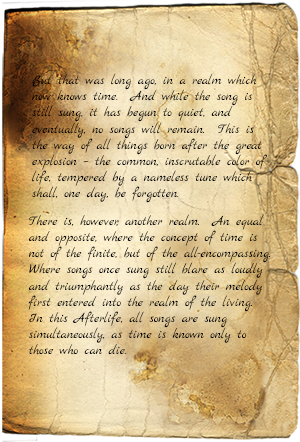 But that was long ago, in a realm which
now knows time. And while the song is
still sung, it has begun to quiet, and
eventually, no songs will remain. This is
the way of all things born after the great
explosion - the common, inscrutable color of
life, tempered by a nameless tune which
shall, one day, be forgotten.
There is, however, another realm. An equal
and opposite, where the concept of time is
not of the finite, but of the all-encompassing.
Where songs once sung still blare as loudly
and triumphantly as the day their melody
first entered into the realm of the living.
In this Afterlife, all songs are sung
simultaneously, as time is known only to
those who can die.